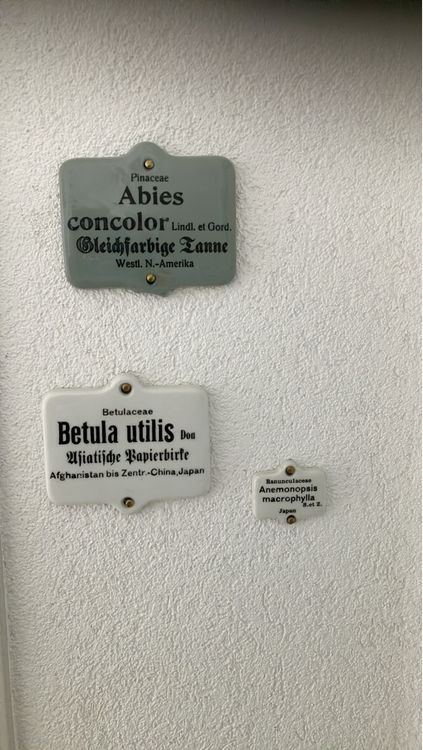 Pinaceae
Abies
concolor Lindl. et Gord.
Gleichfarbige Tanne
Westl. N.-Amerika
Betulaceae
Betula utilis Don
Asiatische Papierbirke
Afghanistan bis Zentr.-China,Japan
Ranunculaceae
Anemonopsis
macrophylla
S. et Z.
Japan